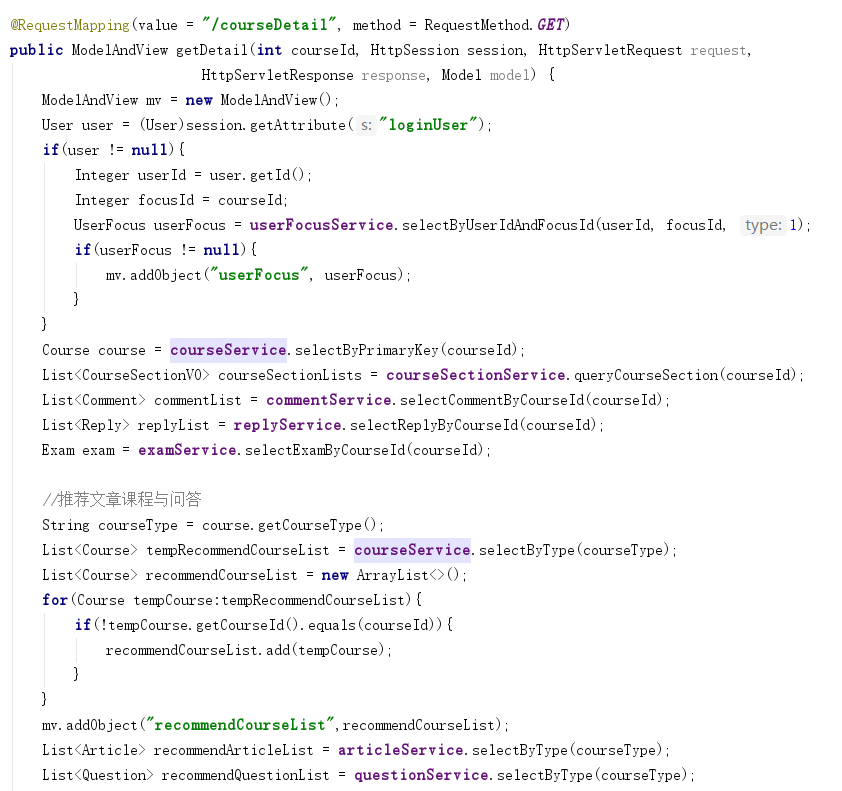 @RequestMapping(value = "/courseDetail", method = RequestMethod.GET)
public ModelAndView getDetail(int courseId, HttpSession session, HttpServletRequest request,
HttpServletResponse response, Model model) {
ModelAndView mv = new ModelAndView();
User user = (User)session.getAttribute( s: "loginUser");
if(user != null){
Integer userId = user.getId();
Integer focusId = courseId;
UserFocus userFocus = userFocusService.selectByUserIdAndFocusId(userId, focusId, type: 1);
if(userFocus != null){
mv.addObject("userFocus", userFocus);
}
}
Course course = courseService.selectByPrimaryKey(courseId);
List<CourseSectionVO> courseSectionLists = courseSectionService.queryCourseSection(courseId);
List<Comment> commentList = commentService.selectCommentByCourseId(courseId);
List<Reply> replyList = replyService.selectReplyByCourseId(courseId);
Exam exam = examService.selectExamByCourseId(courseId);
//推荐文章课程与问答
String courseType = course.getCourseType();
List<Course> tempRecommendCourseList = courseService.selectByType(courseType);
List<Course> recommendCourseList = new ArrayList<>();
for(Course tempCourse:tempRecommendCourseList){
if(!tempCourse.getCourseId().equals(courseId)){
recommendCourseList.add(tempCourse);
}
}
mv.addObject("recommendCourseList",recommendCourseList);
List<Article> recommendArticleList = articleService.selectByType(courseType);
List<Question> recommendQuestionList = questionService.selectByType(courseType);